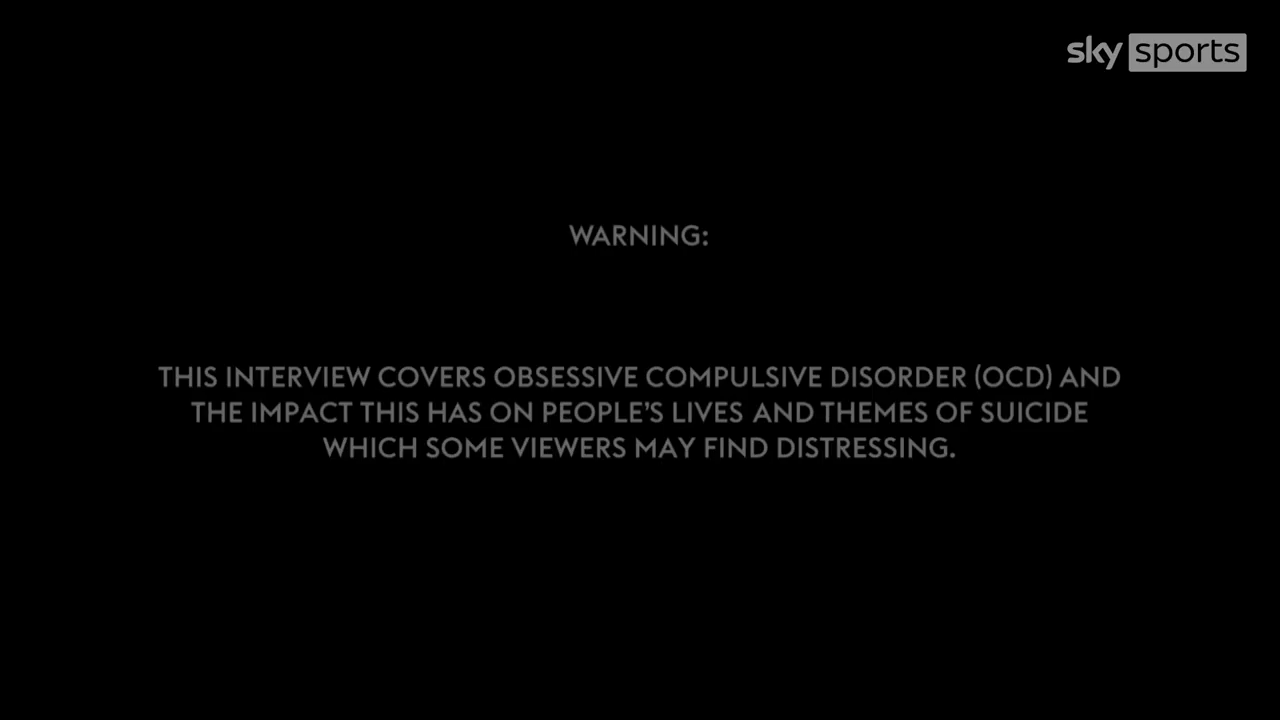 sky sports
WARNING:
THIS INTERVIEW COVERS OBSESSIVE COMPULSIVE DISORDER (OCD) AND
THE IMPACT THIS HAS ON PEOPLE'S LIVES AND THEMES OF SUICIDE
WHICH SOME VIEWERS MAY FIND DISTRESSING.